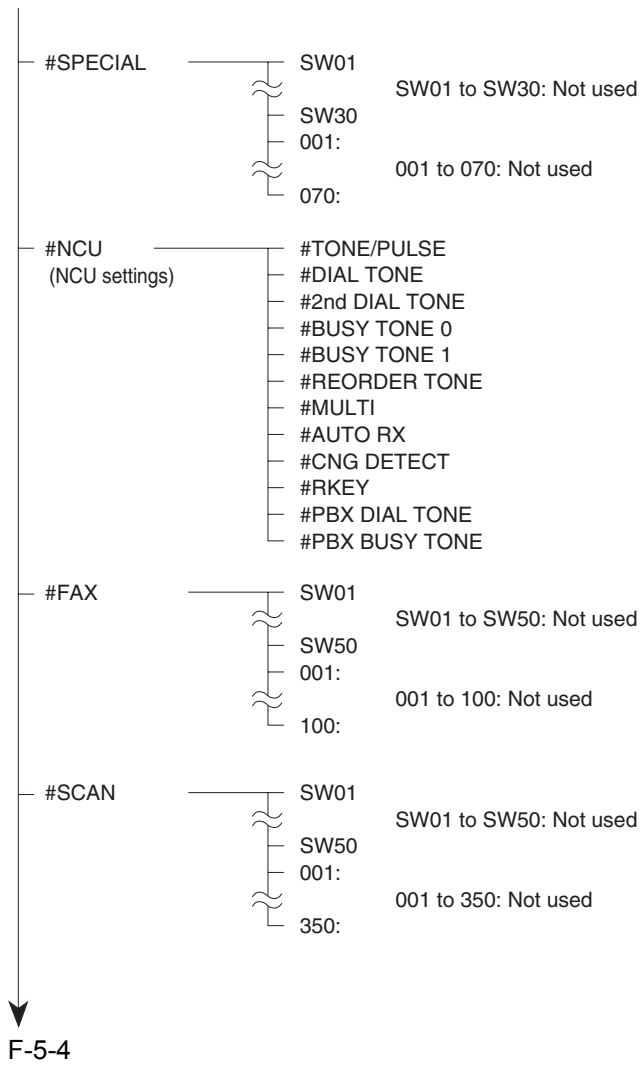 #SPECIAL SW01
SW01 to SW30: Not used
SW30
001:
001 to 070: Not used
070:
#NCU #TONE/PULSE
(NCU settings) #DIAL TONE
#2nd DIAL TONE
#BUSY TONE 0
#BUSY TONE 1
#REORDER TONE
#MULTI
#AUTO RX
#CNG DETECT
#RKEY
#PBX DIAL TONE
#PBX BUSY TONE
#FAX SW01
SW01 to SW50: Not used
SW50
001:
001 to 100: Not used
100:
#SCAN SW01
SW01 to SW50: Not used
SW50
001:
001 to 350: Not used
350:
F-5-4